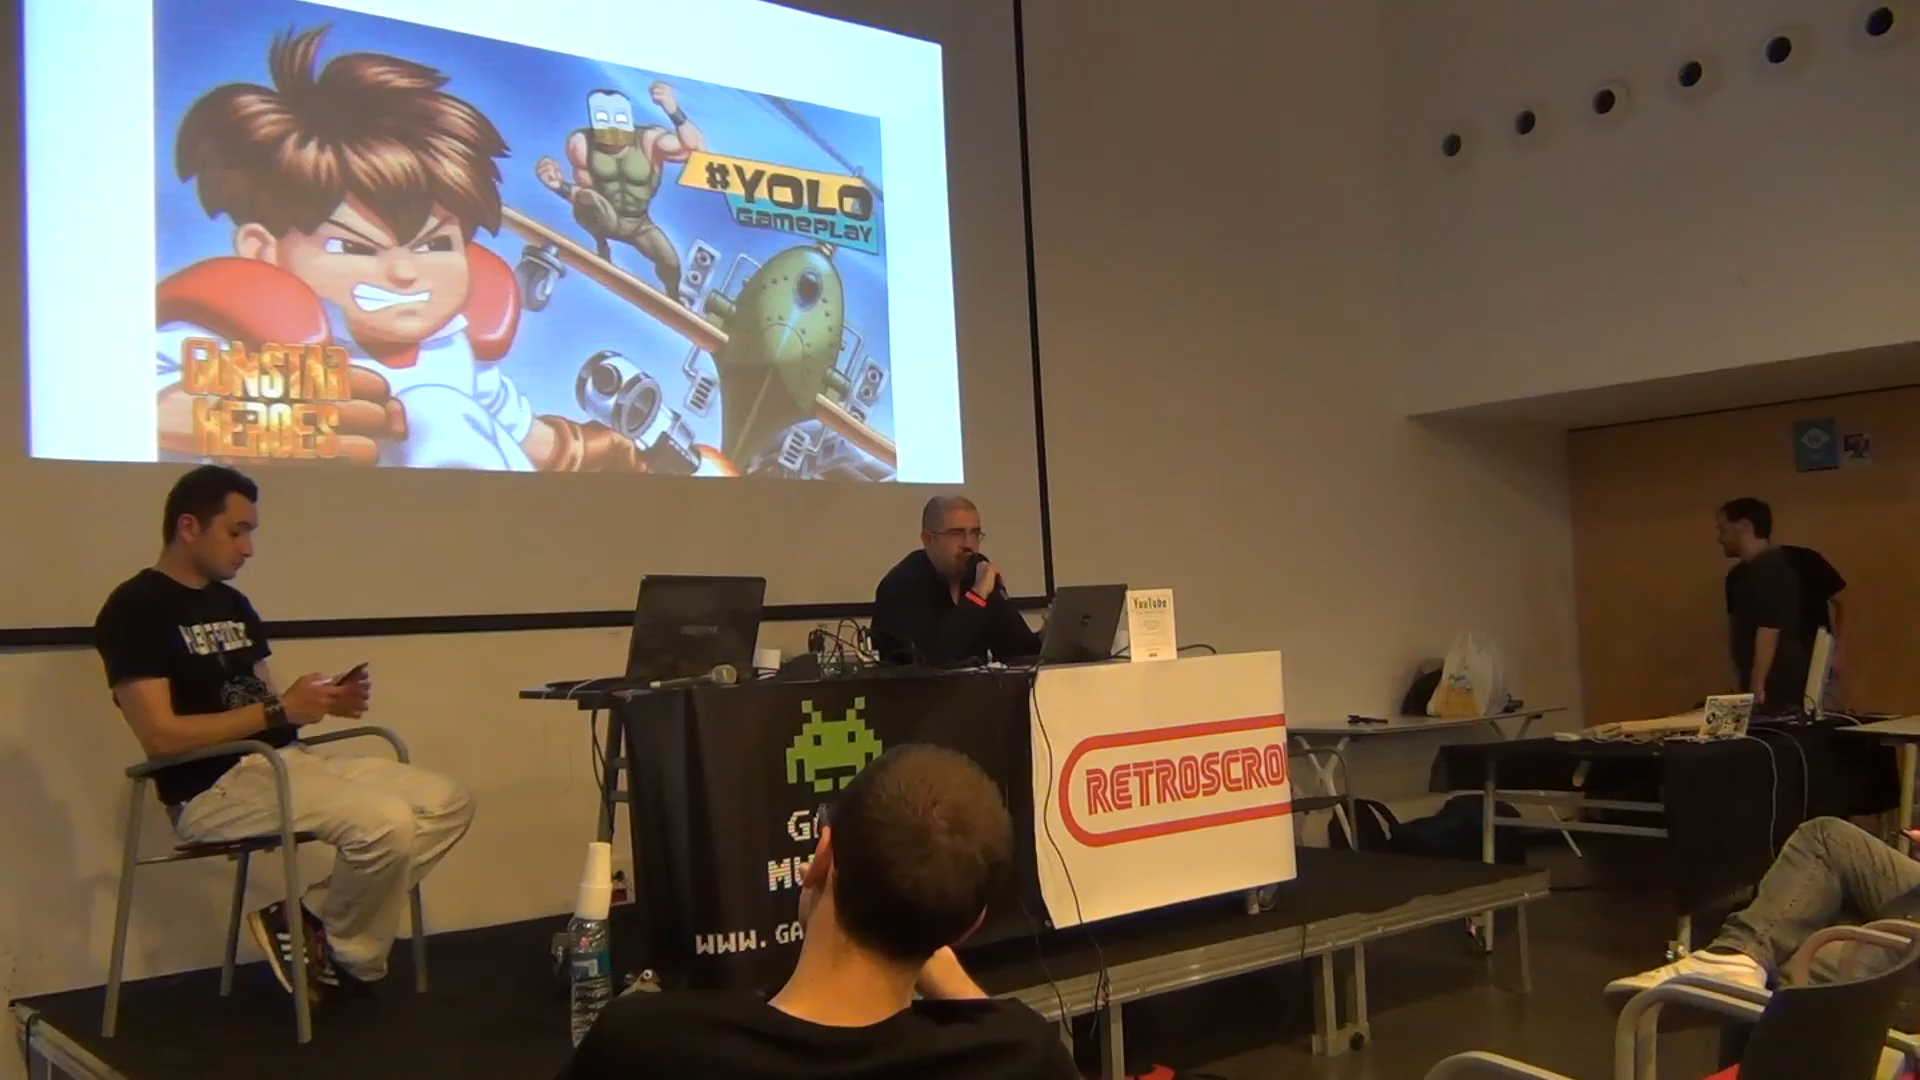 #YOLO
GAMEPLAY
GUNSTAR
HEROES
YouTube
RETROSCRO
G
M
WWW.GA